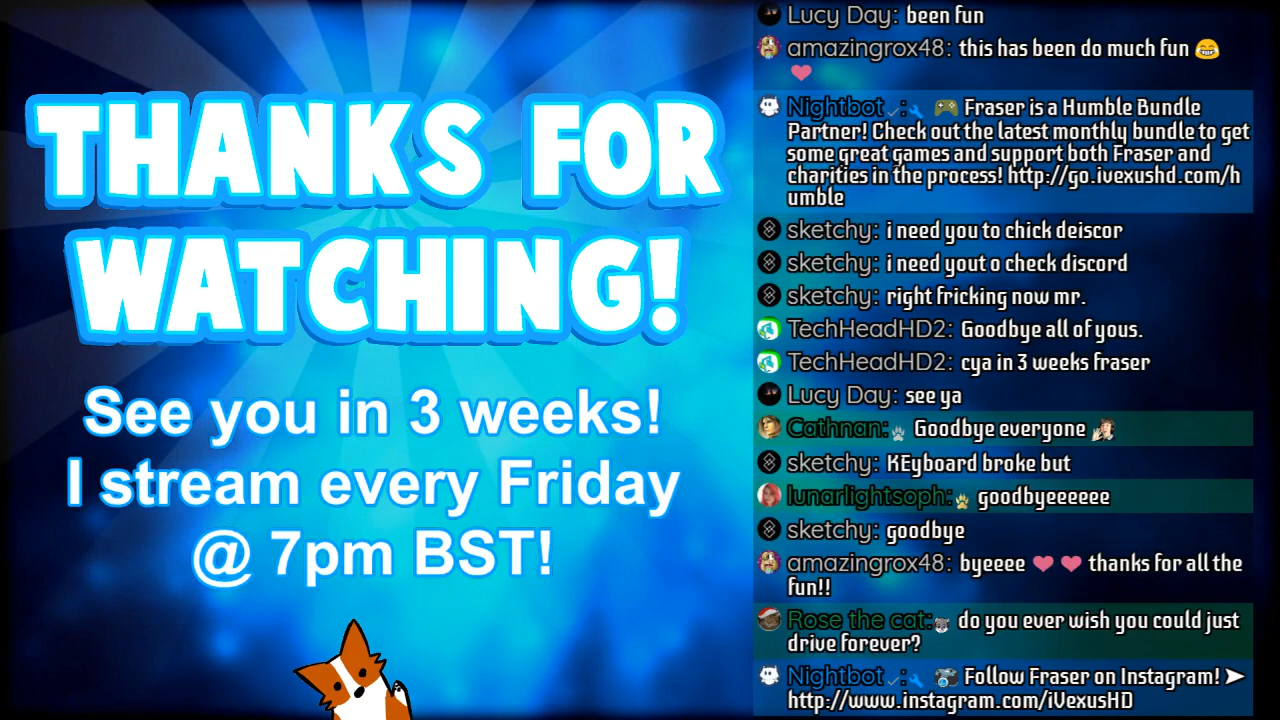 THANKS FOR
WATCHING!
See you in 3 weeks!
I stream every Friday
@ 7pm BST!
Lucy Day: been fun
amazingrox48: this has been do much fun 😂
❤
Nightbot ✓:🔧 🎮 Fraser is a Humble Bundle
Partner! Check out the latest monthly bundle to get
some great games and support both Fraser and
charities in the process! http://go.ivexushd.com/h
umble
sketchy: i need you to chick deiscor
sketchy: i need yout o check discord
sketchy: right fricking now mr.
TechHeadHD2: Goodbye all of yous.
TechHeadHD2: cya in 3 weeks fraser
Lucy Day: see ya
Cathnan: Goodbye everyone
sketchy: KEyboard broke but
lunarlightsoph: goodbyeeeeee
sketchy: goodbye
amazingrox48: byeeee ❤ ❤ thanks for all the
fun!!
Rose the cat: do you ever wish you could just
drive forever?
Nightbot ✓:🔧 📷 Follow Fraser on Instagram! ➤
http://www.instagram.com/iVexusHD